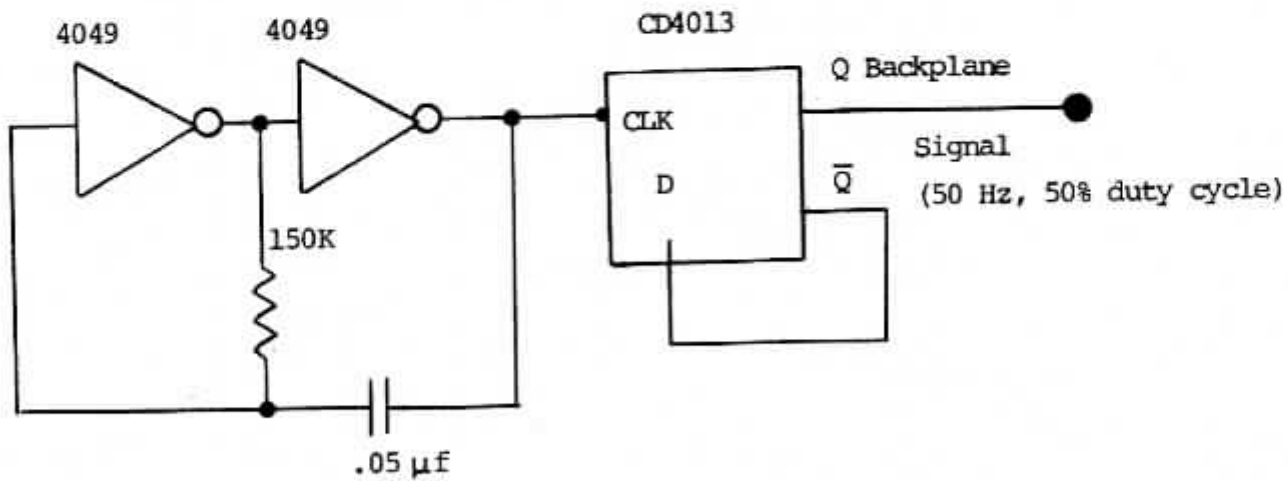 4049
4049
CD4013
Q Backplane
CLK
Signal
D
Q̅
(50 Hz, 50% duty cycle)
150K
.05 μf